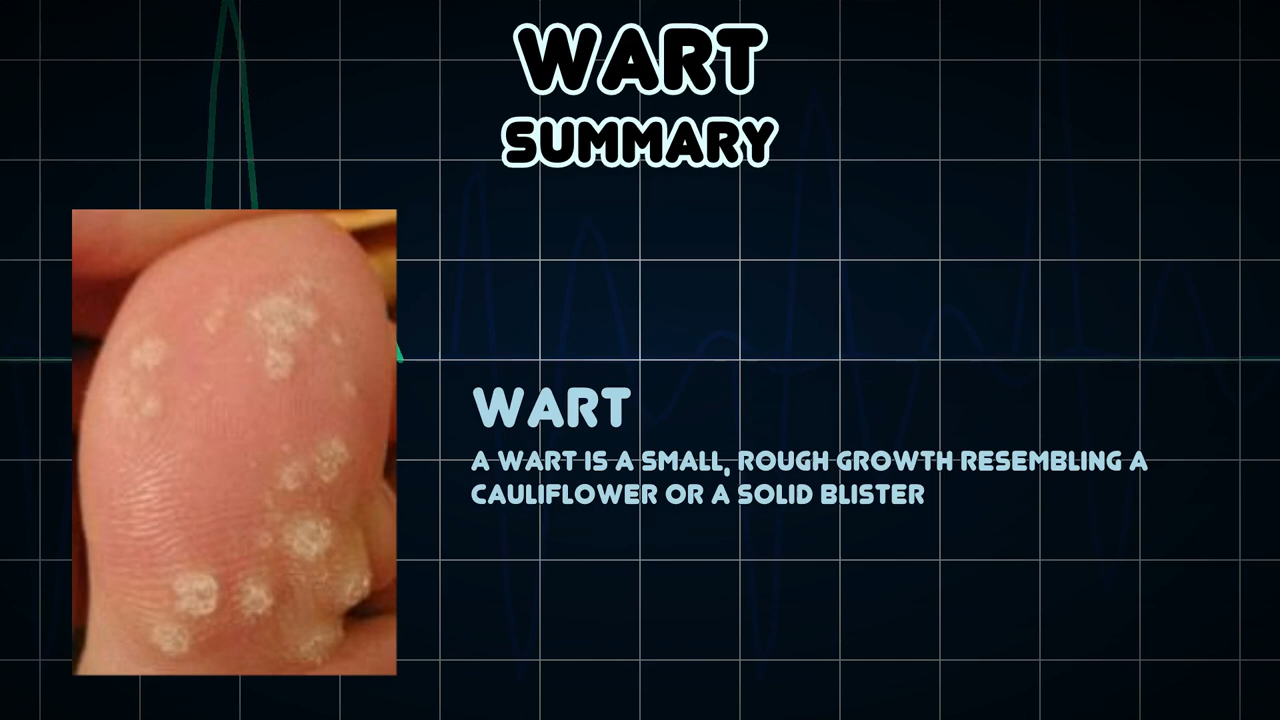 WART
SUMMARY
WART
A WART IS A SMALL, ROUGH GROWTH RESEMBLING A
CAULIFLOWER OR A SOLID BLISTER